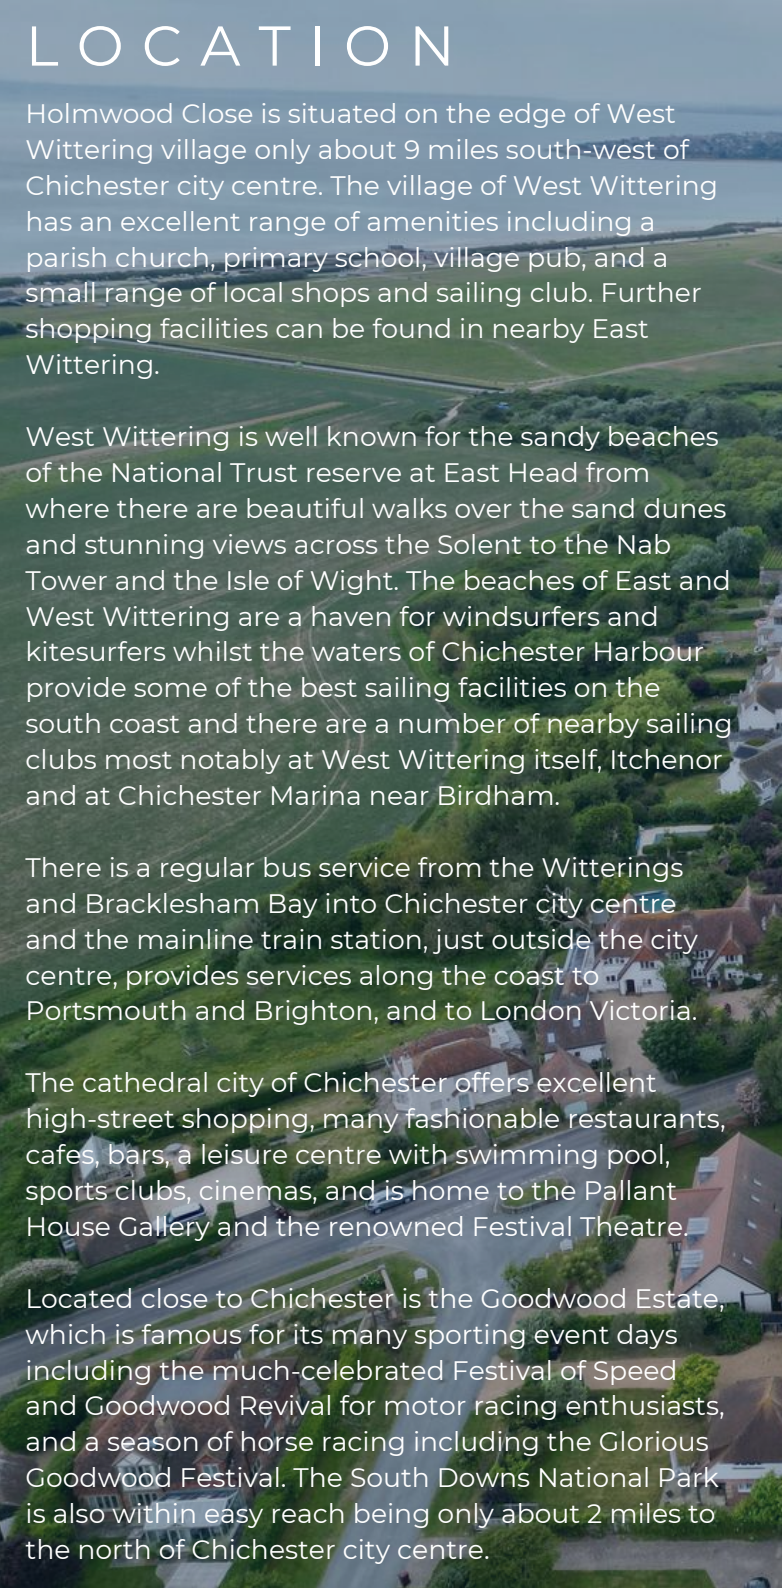 LOCATION
Holmwood Close is situated on the edge of West
Wittering village only about 9 miles south-west of
Chichester city centre. The village of West Wittering
has an excellent range of amenities including a
parish church, primary school, village pub, and a
small range of local shops and sailing club. Further
shopping facilities can be found in nearby East
Wittering.
West Wittering is well known for the sandy beaches
of the National Trust reserve at East Head from
where there are beautiful walks over the sand dunes
and stunning views across the Solent to the Nab
Tower and the Isle of Wight. The beaches of East and
West Wittering are a haven for windsurfers and
kitesurfers whilst the waters of Chichester Harbour
provide some of the best sailing facilities on the
south coast and there are a number of nearby sailing
clubs most notably at West Wittering itself, Itchenor
and at Chichester Marina near Birdham.
There is a regular bus service from the Witterings
and Bracklesham Bay into Chichester city centre
and the mainline train station, just outside the city
centre, provides services along the coast to
Portsmouth and Brighton, and to London Victoria.
The cathedral city of Chichester offers excellent
high-street shopping, many fashionable restaurants,
cafes, bars, a leisure centre with swimming pool,
sports clubs, cinemas, and is home to the Pallant
House Gallery and the renowned Festival Theatre.
Located close to Chichester is the Goodwood Estate,
which is famous for its many sporting event days
including the much-celebrated Festival of Speed
and Goodwood Revival for motor racing enthusiasts,
and a season of horse racing including the Glorious
Goodwood Festival. The South Downs National Park
is also within easy reach being only about 2 miles to
the north of Chichester city centre.